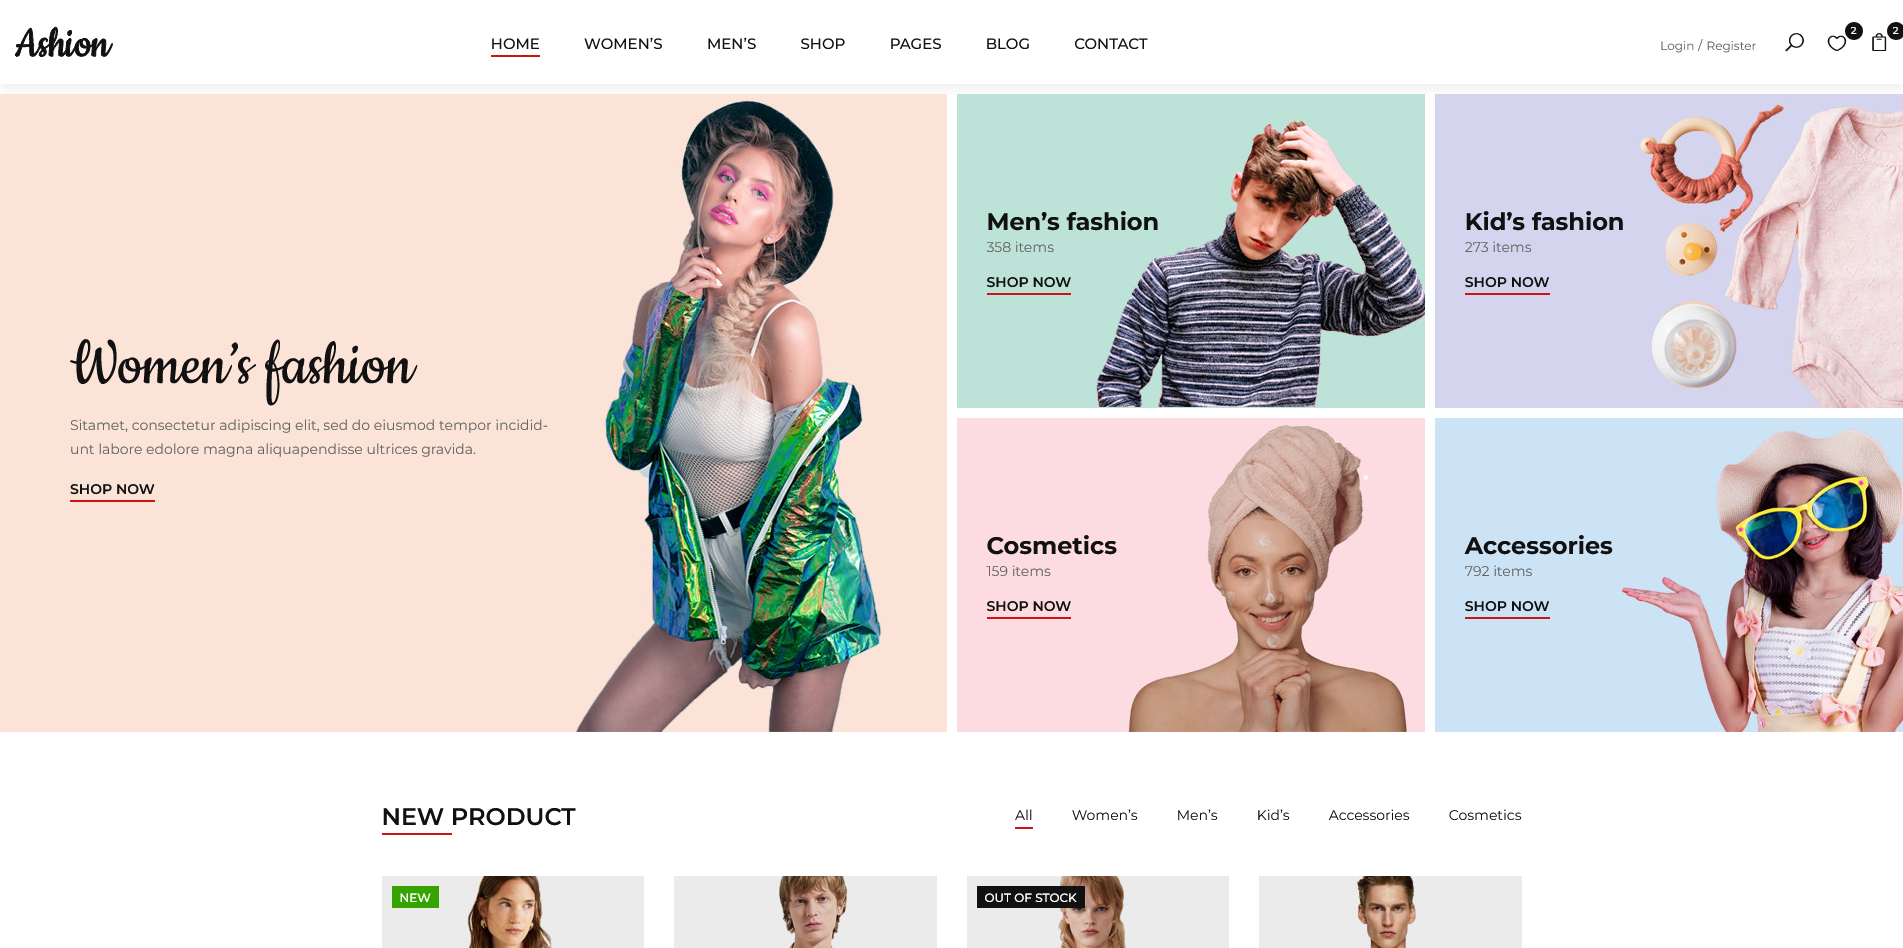 Ashion
HOME
WOMEN'S
MEN'S
SHOP
PAGES
BLOG
CONTACT
Login / Register
2
2
Women's fashion
Sitamet, consectetur adipiscing elit, sed do eiusmod tempor incidid-
unt labore edolore magna aliquapendisse ultrices gravida.
SHOP NOW
Men's fashion
358 items
SHOP NOW
Kid's fashion
273 items
SHOP NOW
Cosmetics
159 items
SHOP NOW
Accessories
792 items
SHOP NOW
NEW PRODUCT
All
Women's
Men's
Kid's
Accessories
Cosmetics
NEW
OUT OF STOCK